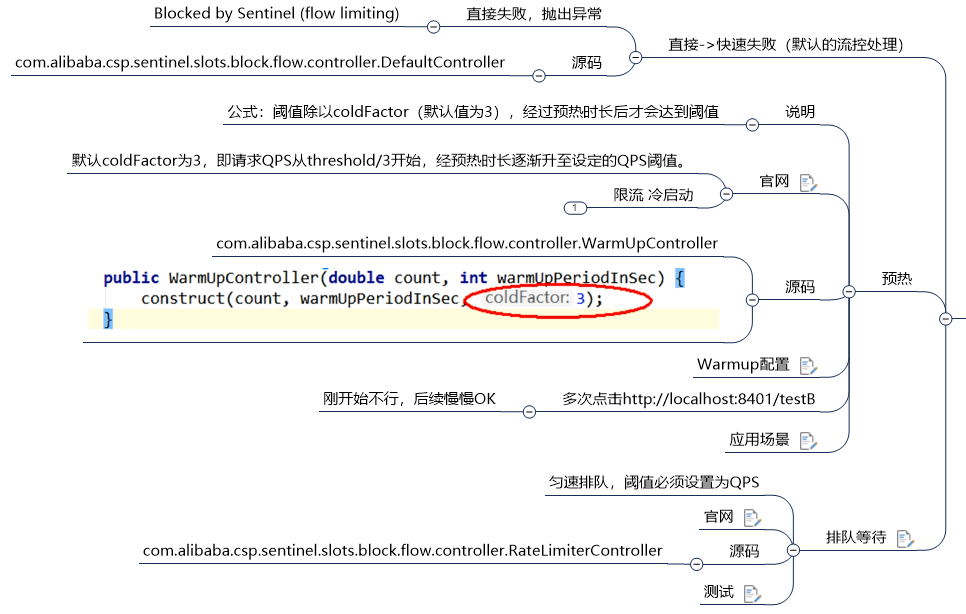 Blocked by Sentinel (flow limiting)
直接失败，抛出异常
直接->快速失败（默认的流控处理）
com.alibaba.csp.sentinel.slots.block.flow.controller.DefaultController
源码
公式：阈值除以coldFactor（默认值为3），经过预热时长后才会达到阈值
说明
默认coldFactor为3，即请求QPS从threshold/3开始，经预热时长逐渐升至设定的QPS阈值。
官网
限流 冷启动
1
com.alibaba.csp.sentinel.slots.block.flow.controller.WarmUpController
public WarmUpController(double count, int warmUpPeriodInSec) {
construct(count, warmUpPeriodInSec, coldFactor: 3);
}
源码
预热
Warmup配置
刚开始不行，后续慢慢OK
多次点击http://localhost:8401/testB
应用场景
匀速排队，阈值必须设置为QPS
官网
com.alibaba.csp.sentinel.slots.block.flow.controller.RateLimiterController
源码
排队等待
测试